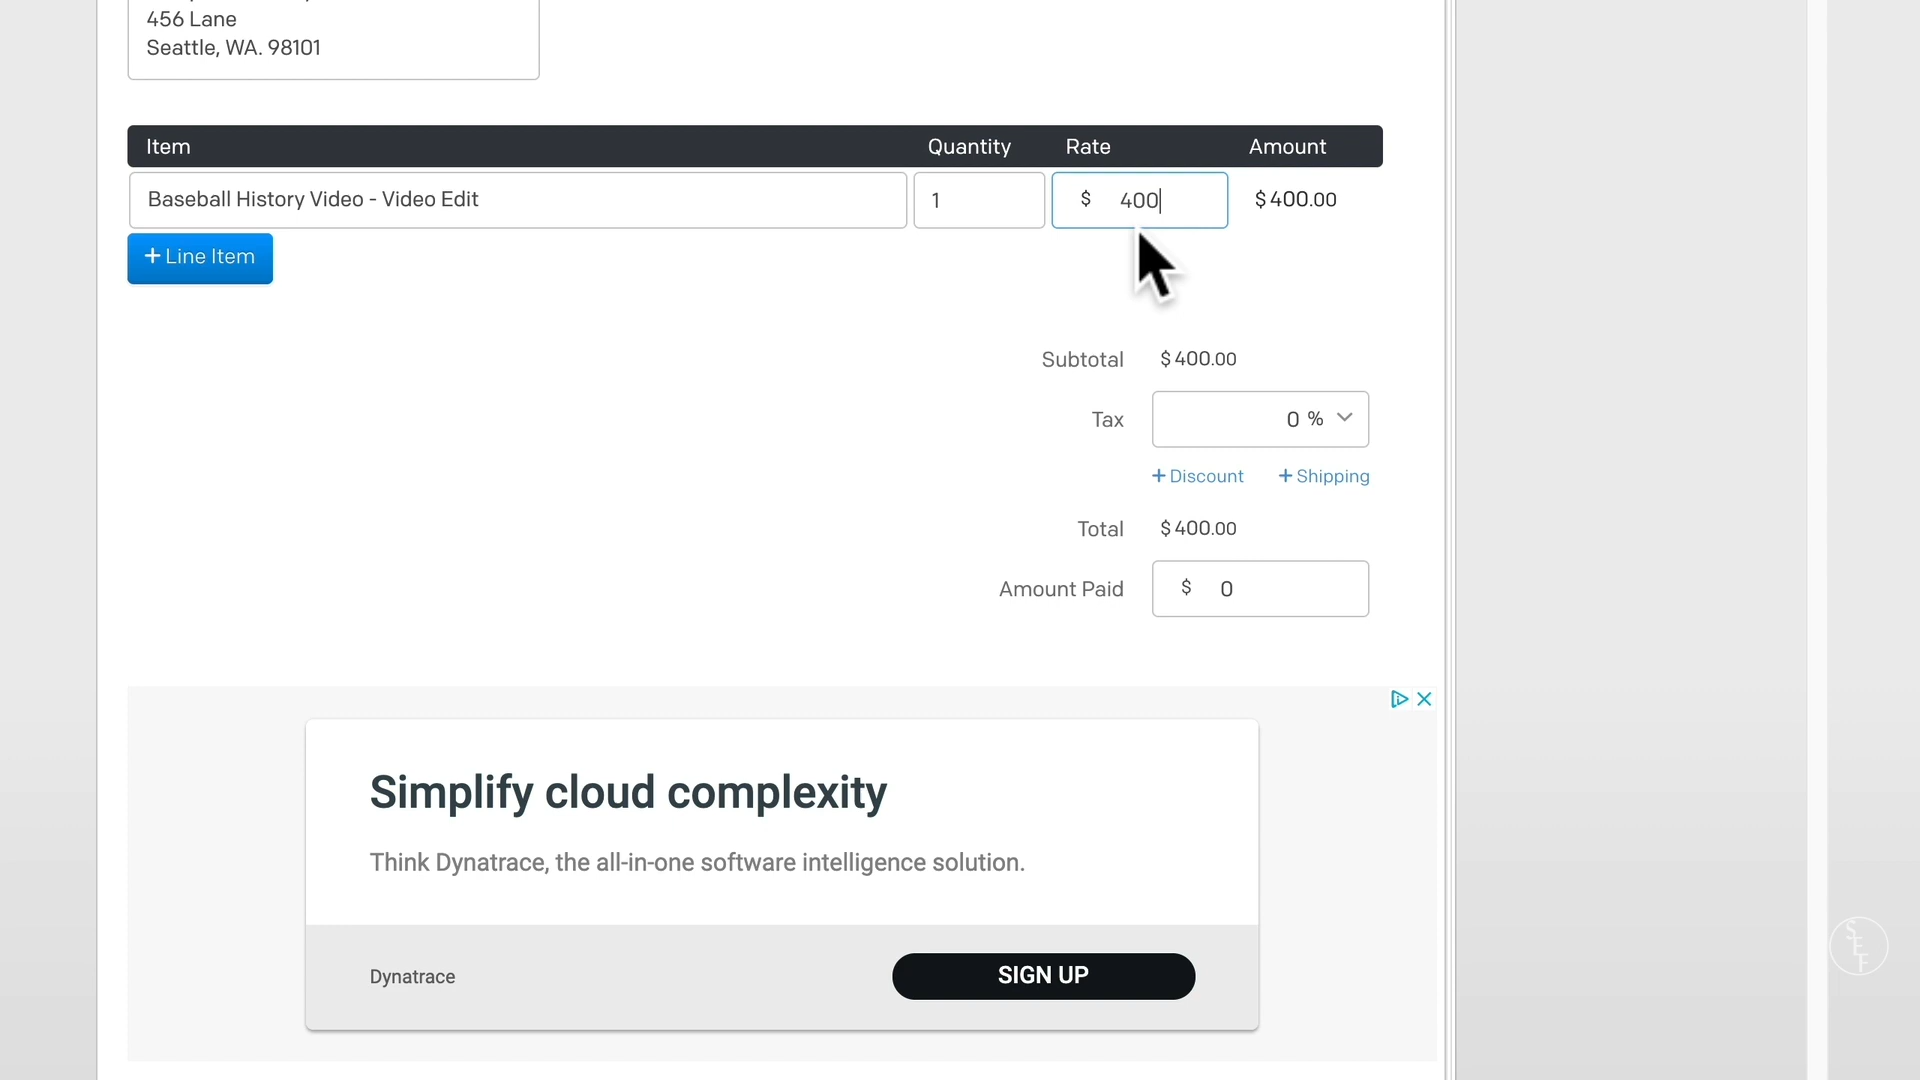 456 Lane
Seattle, WA. 98101
Item Quantity Rate Amount
Baseball History Video - Video Edit 1 $ 400 $400.00
+ Line Item
Subtotal $400.00
Tax 0 %
+ Discount + Shipping
Total $400.00
Amount Paid $ 0
Simplify cloud complexity
Think Dynatrace, the all-in-one software intelligence solution.
Dynatrace SIGN UP
SEF